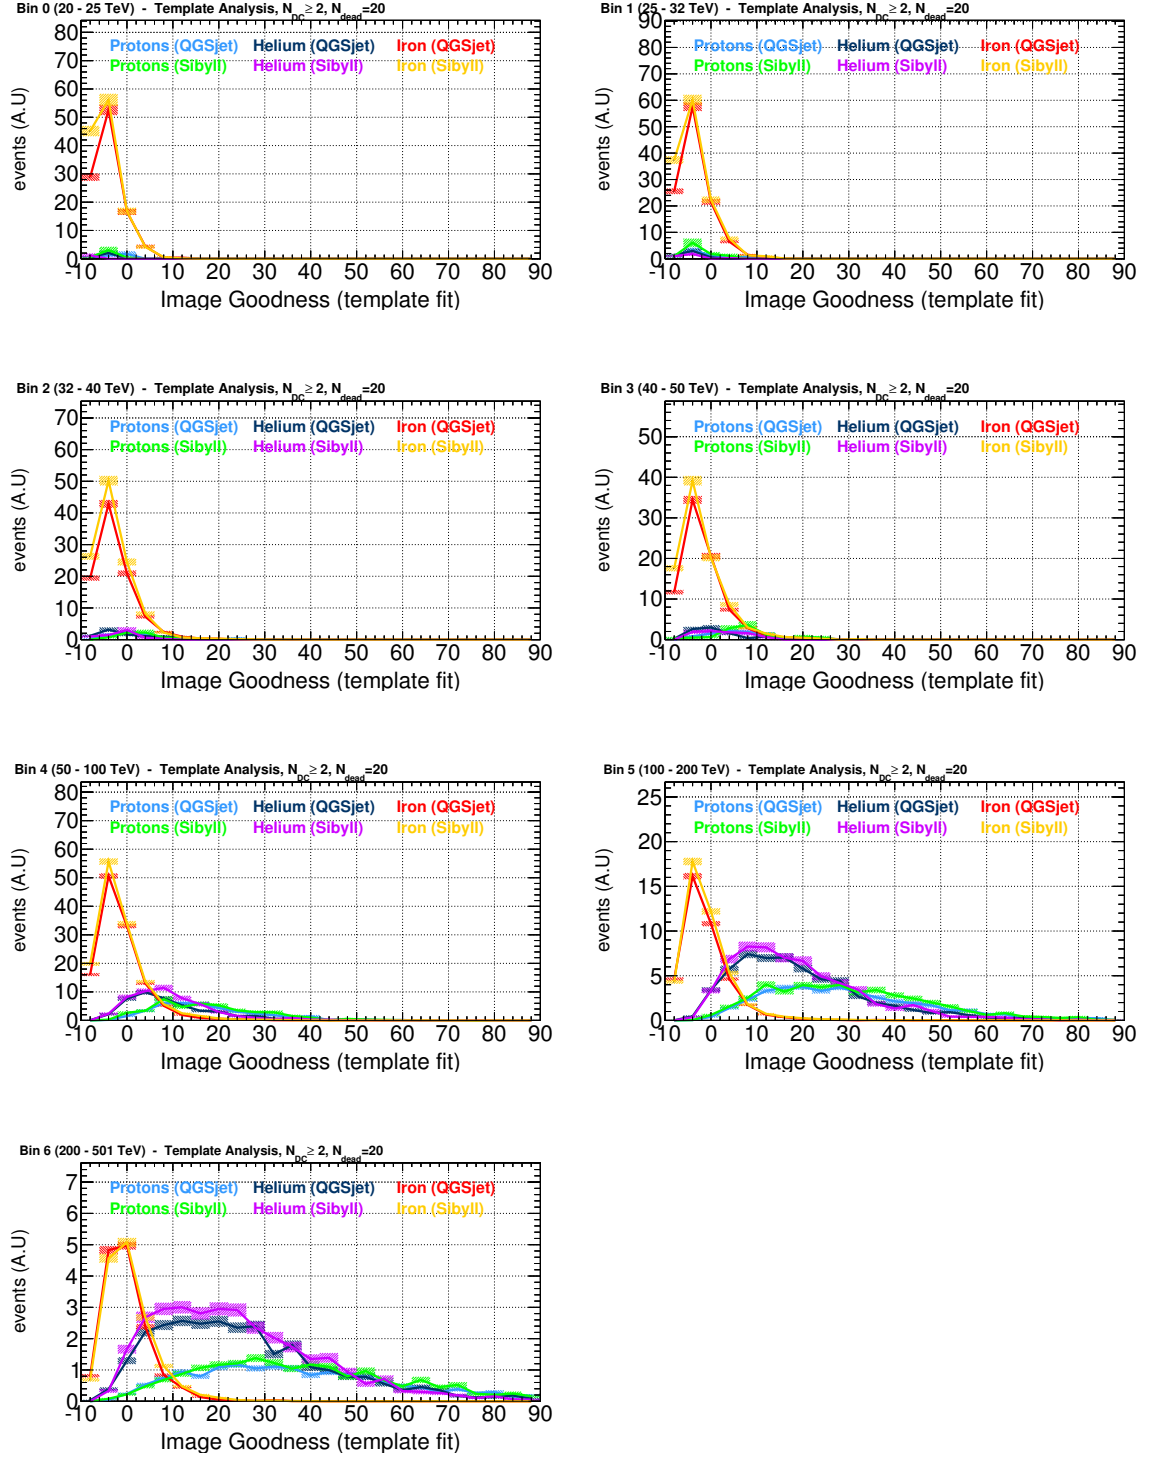 Bin 0 (20 - 25 TeV) - Template Analysis, N_DC ≥ 2, N_dead=20
Protons (QGSjet) Helium (QGSjet) Iron (QGSjet)
Protons (Sibyll) Helium (Sibyll) Iron (Sibyll)
events (A.U)
80
70
60
50
40
30
20
10
0
-10 0 10 20 30 40 50 60 70 80 90
Image Goodness (template fit)
Bin 1 (25 - 32 TeV) - Template Analysis, N_DC ≥ 2, N_dead=20
Protons (QGSjet) Helium (QGSjet) Iron (QGSjet)
Protons (Sibyll) Helium (Sibyll) Iron (Sibyll)
events (A.U)
90
80
70
60
50
40
30
20
10
0
-10 0 10 20 30 40 50 60 70 80 90
Image Goodness (template fit)
Bin 2 (32 - 40 TeV) - Template Analysis, N_DC ≥ 2, N_dead=20
Protons (QGSjet) Helium (QGSjet) Iron (QGSjet)
Protons (Sibyll) Helium (Sibyll) Iron (Sibyll)
events (A.U)
70
60
50
40
30
20
10
0
-10 0 10 20 30 40 50 60 70 80 90
Image Goodness (template fit)
Bin 3 (40 - 50 TeV) - Template Analysis, N_DC ≥ 2, N_dead=20
Protons (QGSjet) Helium (QGSjet) Iron (QGSjet)
Protons (Sibyll) Helium (Sibyll) Iron (Sibyll)
events (A.U)
50
40
30
20
10
0
-10 0 10 20 30 40 50 60 70 80 90
Image Goodness (template fit)
Bin 4 (50 - 100 TeV) - Template Analysis, N_DC ≥ 2, N_dead=20
Protons (QGSjet) Helium (QGSjet) Iron (QGSjet)
Protons (Sibyll) Helium (Sibyll) Iron (Sibyll)
events (A.U)
80
70
60
50
40
30
20
10
0
-10 0 10 20 30 40 50 60 70 80 90
Image Goodness (template fit)
Bin 5 (100 - 200 TeV) - Template Analysis, N_DC ≥ 2, N_dead=20
Protons (QGSjet) Helium (QGSjet) Iron (QGSjet)
Protons (Sibyll) Helium (Sibyll) Iron (Sibyll)
events (A.U)
25
20
15
10
5
0
-10 0 10 20 30 40 50 60 70 80 90
Image Goodness (template fit)
Bin 6 (200 - 501 TeV) - Template Analysis, N_DC ≥ 2, N_dead=20
Protons (QGSjet) Helium (QGSjet) Iron (QGSjet)
Protons (Sibyll) Helium (Sibyll) Iron (Sibyll)
events (A.U)
7
6
5
4
3
2
1
0
-10 0 10 20 30 40 50 60 70 80 90
Image Goodness (template fit)